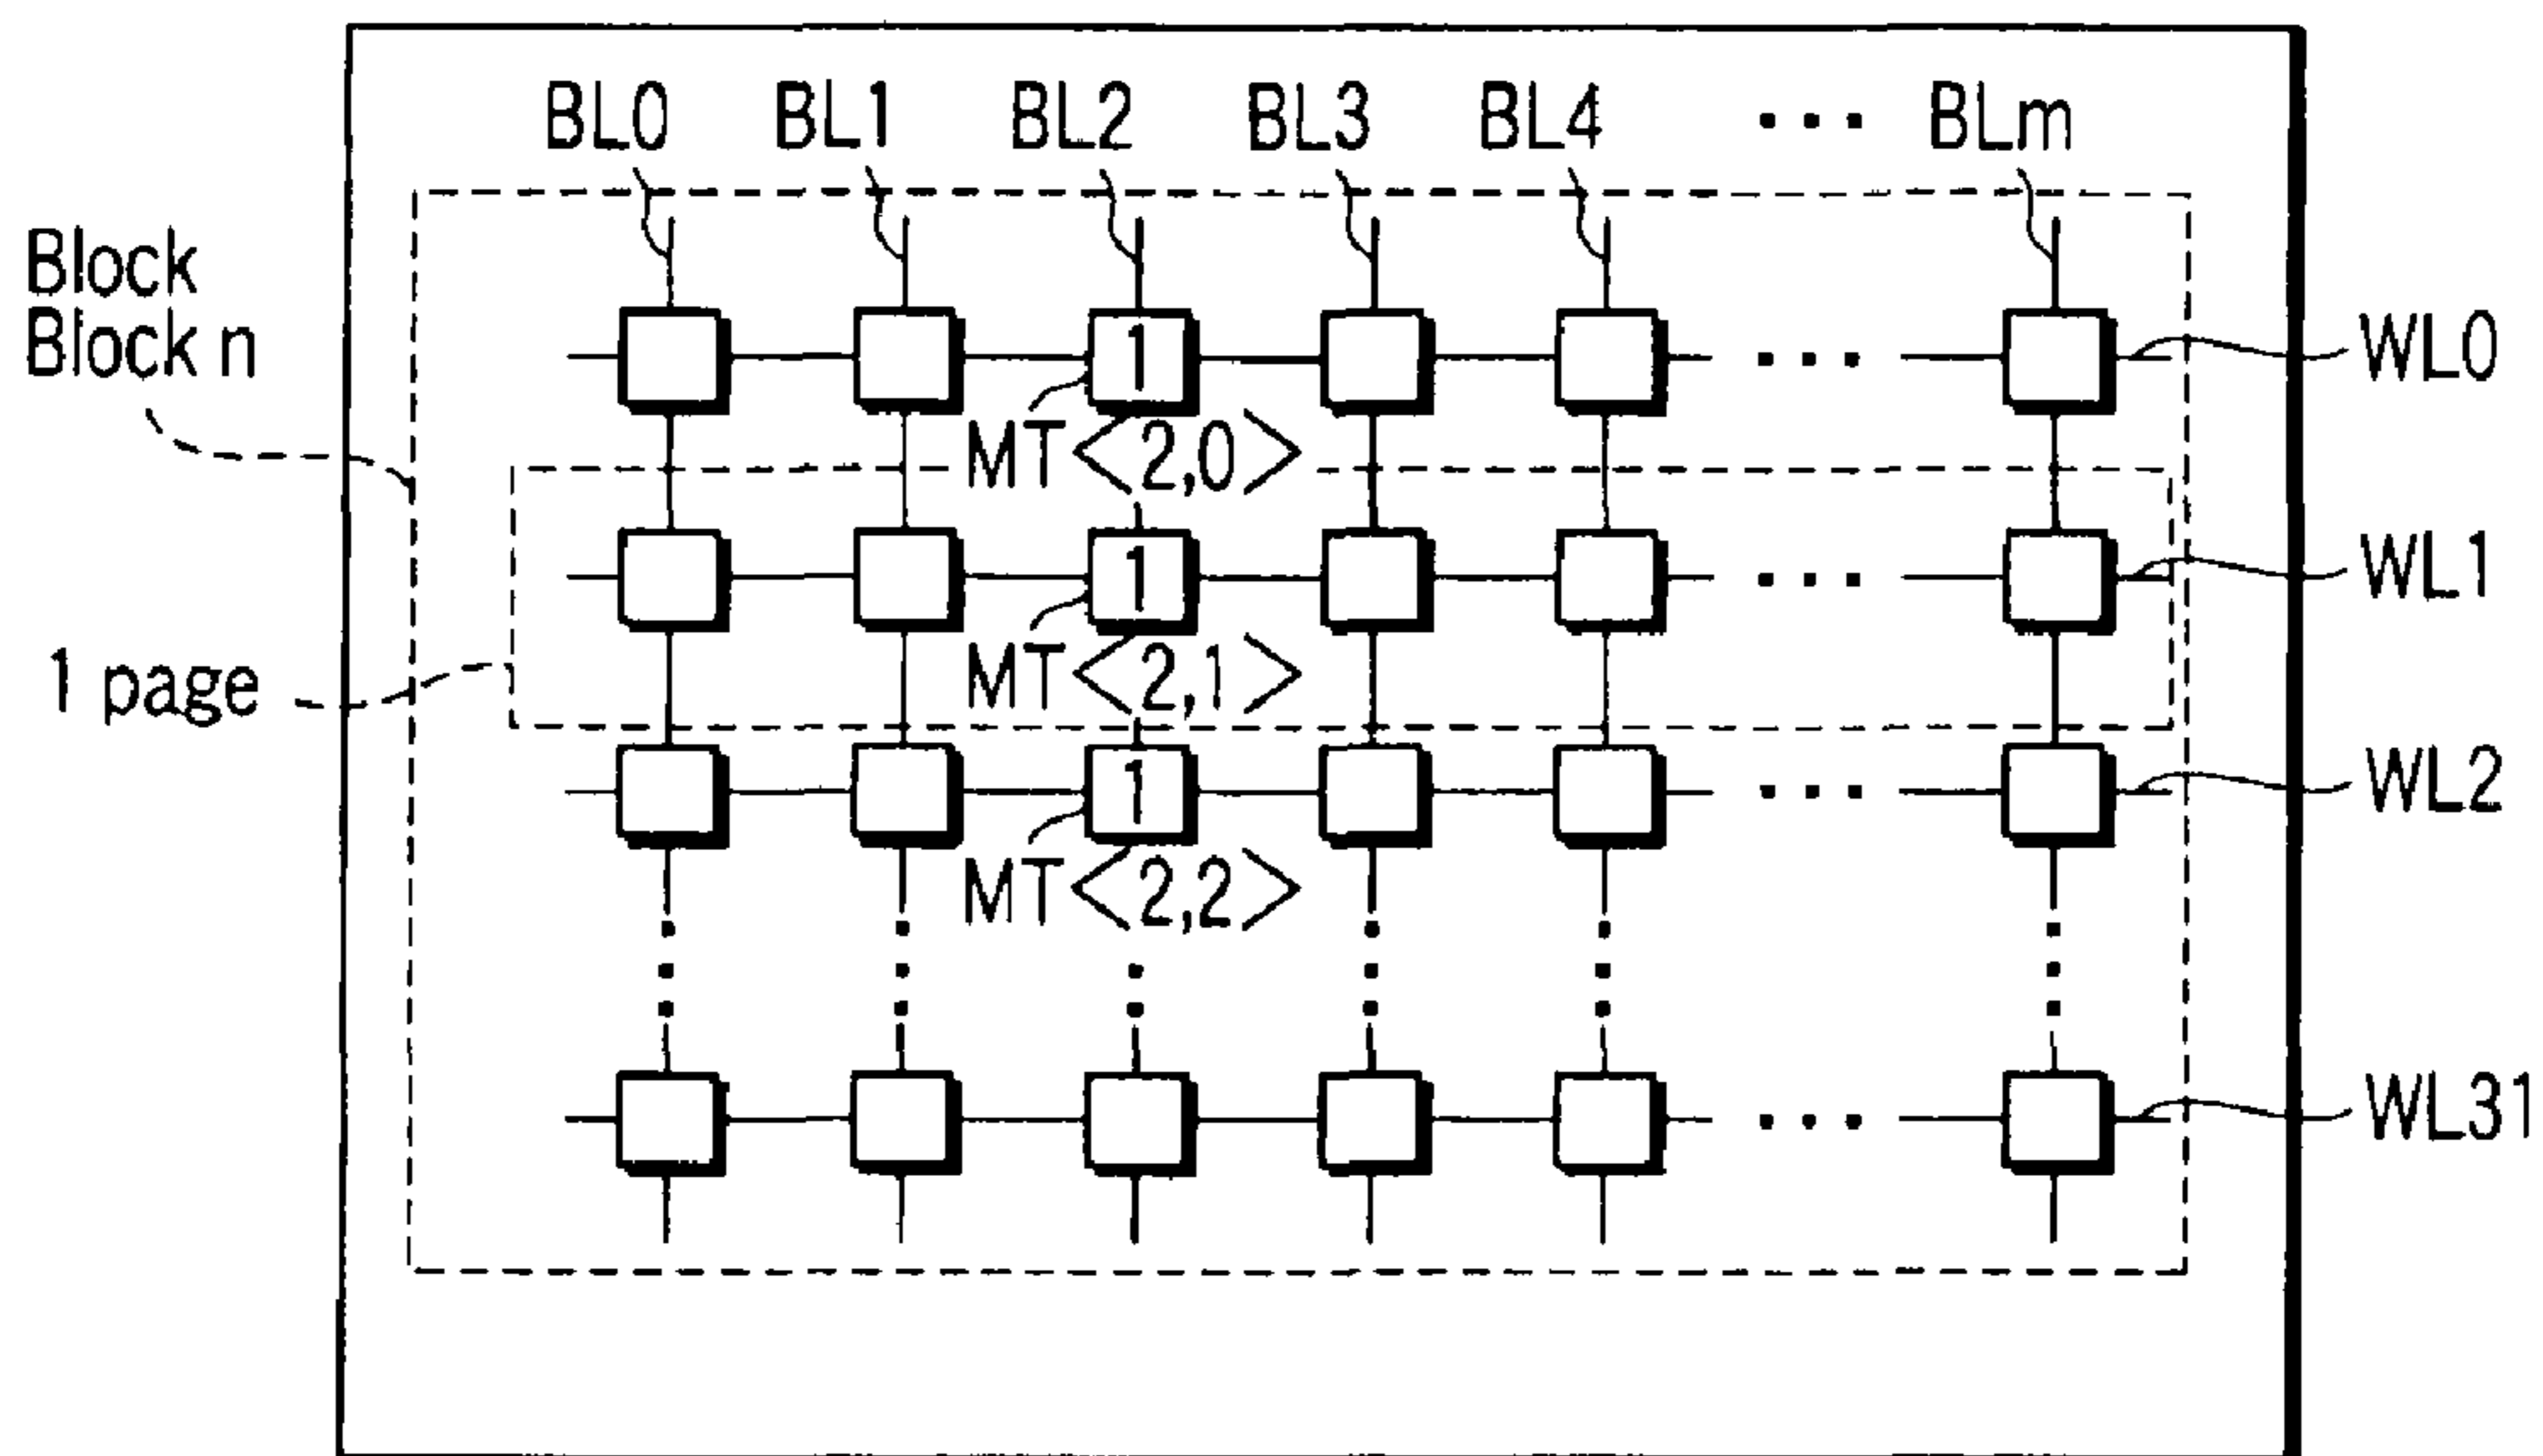 BL0 BL1 BL2 BL3 BL4 ... BLm
Block
Block n
1 WL0
MT<2,0>
1 WL1
1 page MT<2,1>
1 WL2
MT<2,2>
WL31